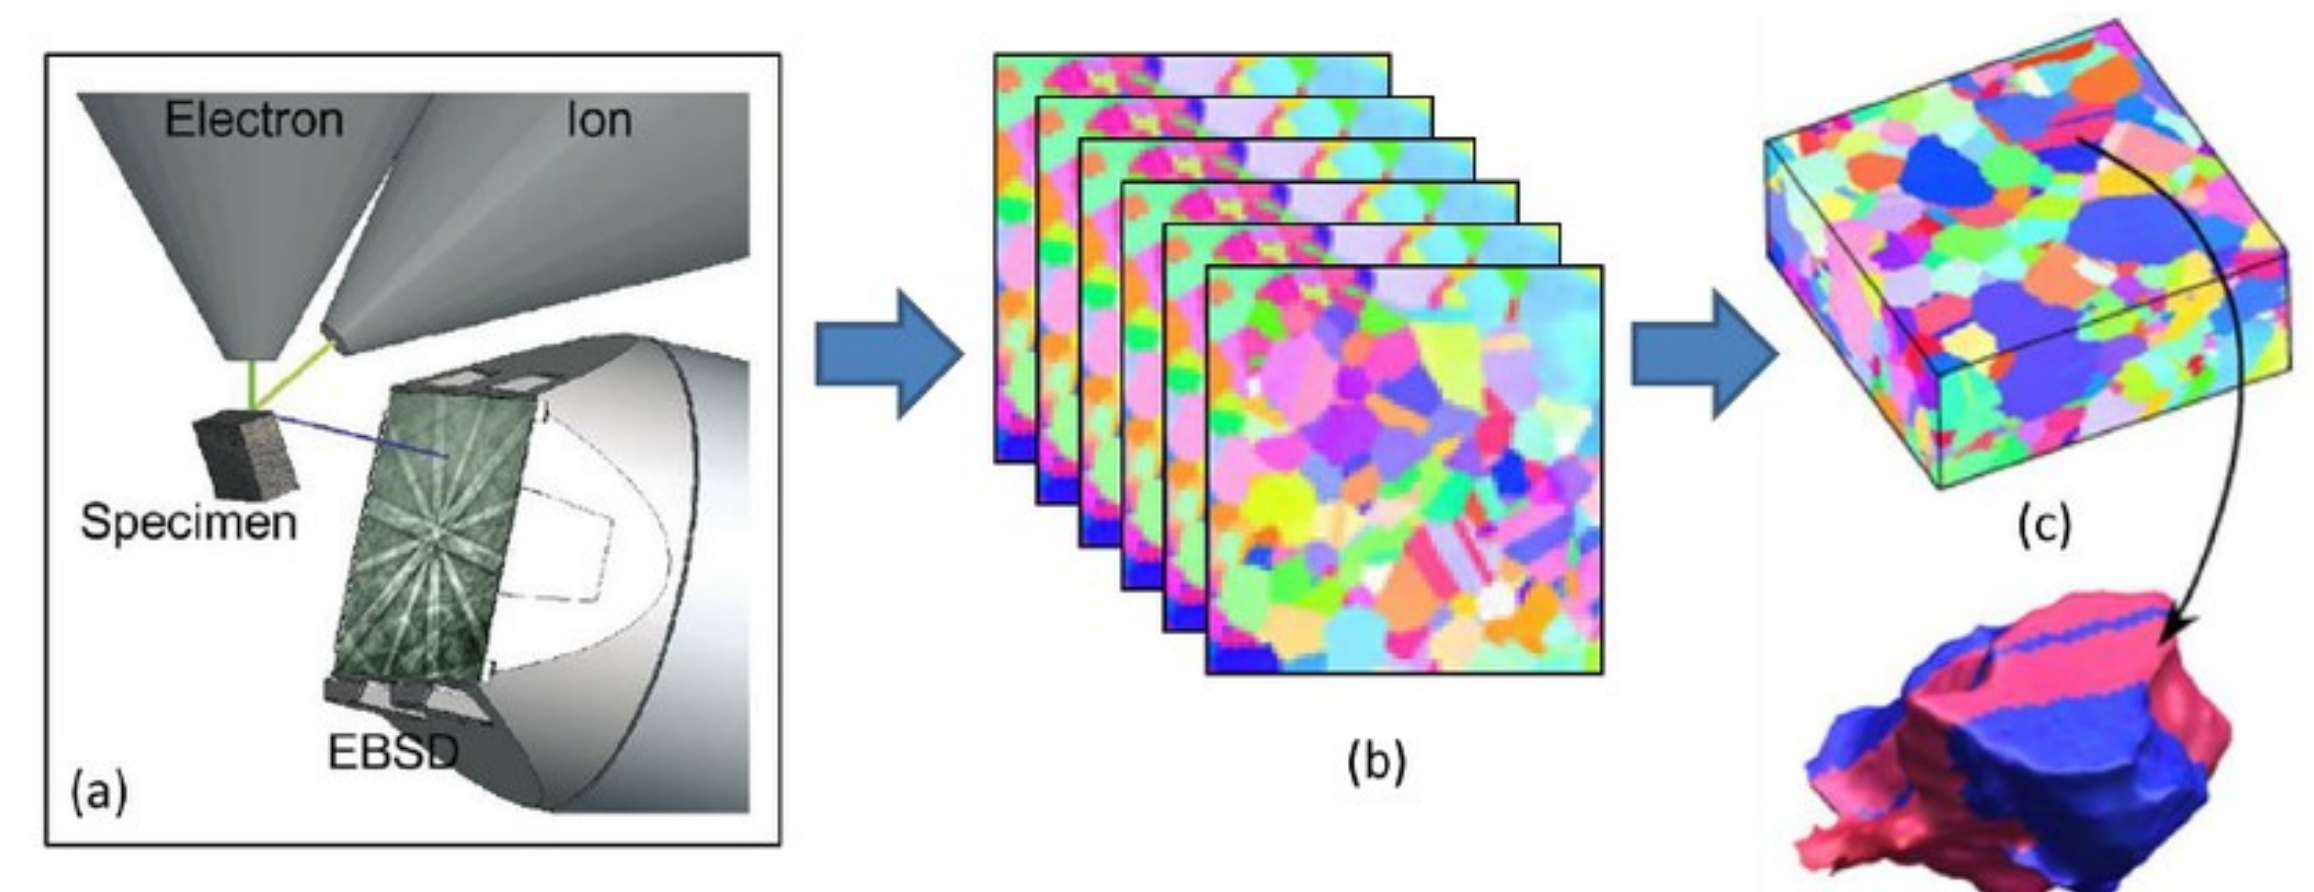 Electron
Ion
Specimen
EBSD
(a)
(b)
(c)